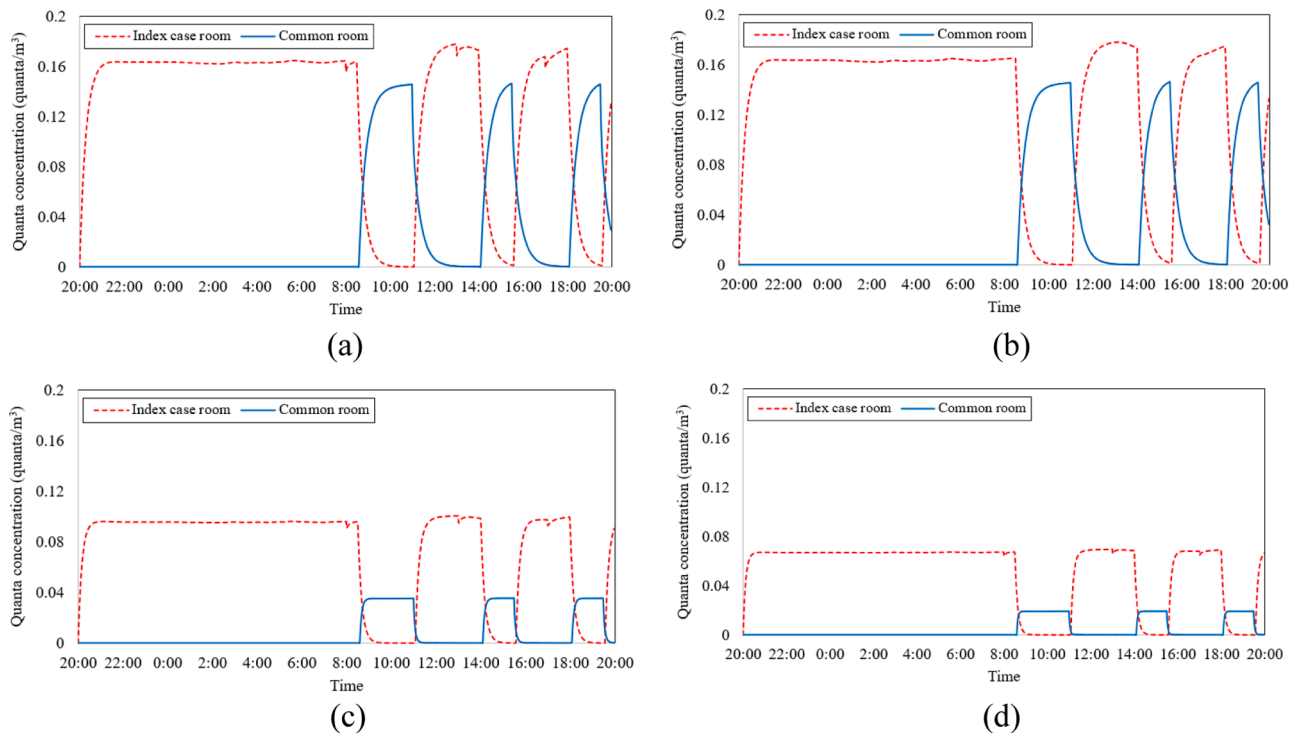 0.2
0.16
0.12
0.08
0.04
0
Quanta concentration (quanta/m³)
Index case room
Common room
20:00 22:00 0:00 2:00 4:00 6:00 8:00 10:00 12:00 14:00 16:00 18:00 20:00
Time
(a)
0.2
0.16
0.12
0.08
0.04
0
Quanta concentration (quanta/m³)
Index case room
Common room
20:00 22:00 0:00 2:00 4:00 6:00 8:00 10:00 12:00 14:00 16:00 18:00 20:00
Time
(b)
0.2
0.16
0.12
0.08
0.04
0
Quanta concentration (quanta/m³)
Index case room
Common room
20:00 22:00 0:00 2:00 4:00 6:00 8:00 10:00 12:00 14:00 16:00 18:00 20:00
Time
(c)
0.2
0.16
0.12
0.08
0.04
0
Quanta concentration (quanta/m³)
Index case room
Common room
20:00 22:00 0:00 2:00 4:00 6:00 8:00 10:00 12:00 14:00 16:00 18:00 20:00
Time
(d)